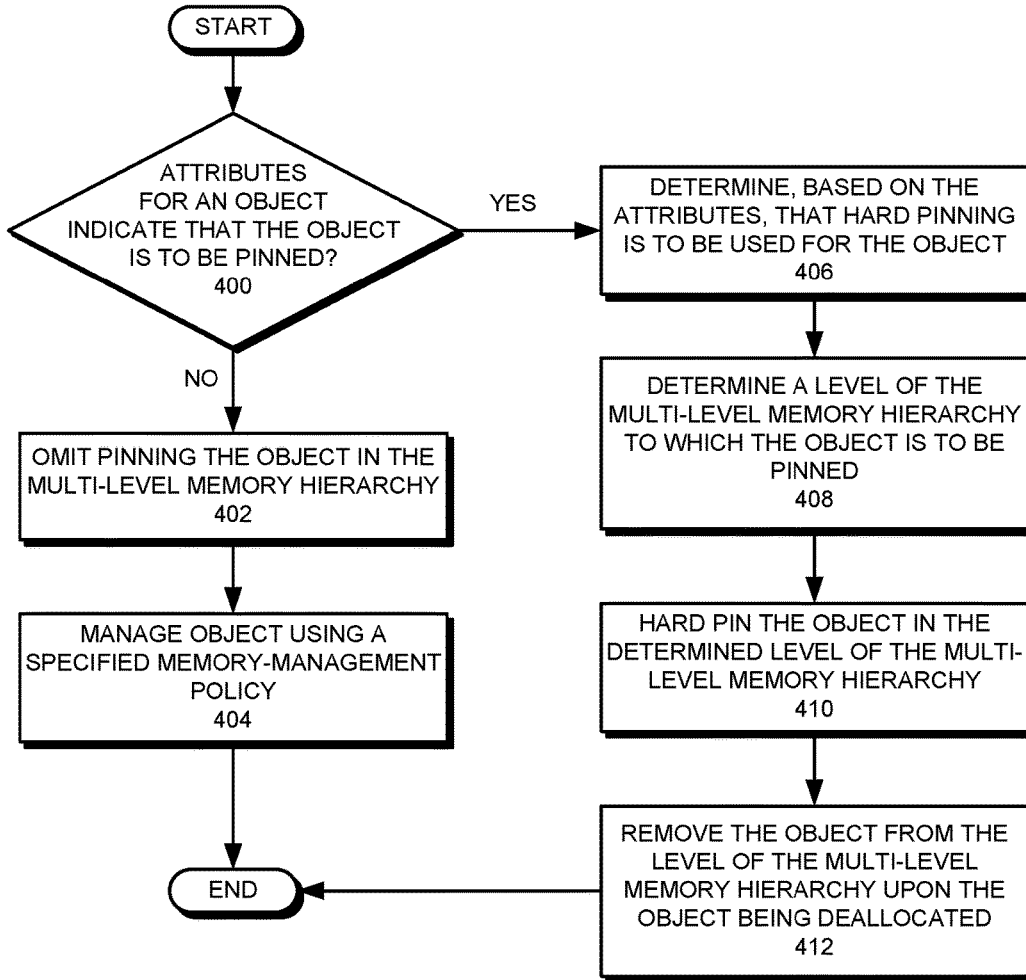 START
ATTRIBUTES
FOR AN OBJECT
INDICATE THAT THE OBJECT
IS TO BE PINNED?
400
YES
NO
OMIT PINNING THE OBJECT IN THE
MULTI-LEVEL MEMORY HIERARCHY
402
MANAGE OBJECT USING A
SPECIFIED MEMORY-MANAGEMENT
POLICY
404
DETERMINE, BASED ON THE
ATTRIBUTES, THAT HARD PINNING
IS TO BE USED FOR THE OBJECT
406
DETERMINE A LEVEL OF THE
MULTI-LEVEL MEMORY HIERARCHY
TO WHICH THE OBJECT IS TO BE
PINNED
408
HARD PIN THE OBJECT IN THE
DETERMINED LEVEL OF THE MULTI-
LEVEL MEMORY HIERARCHY
410
REMOVE THE OBJECT FROM THE
LEVEL OF THE MULTI-LEVEL
MEMORY HIERARCHY UPON THE
OBJECT BEING DEALLOCATED
412
END